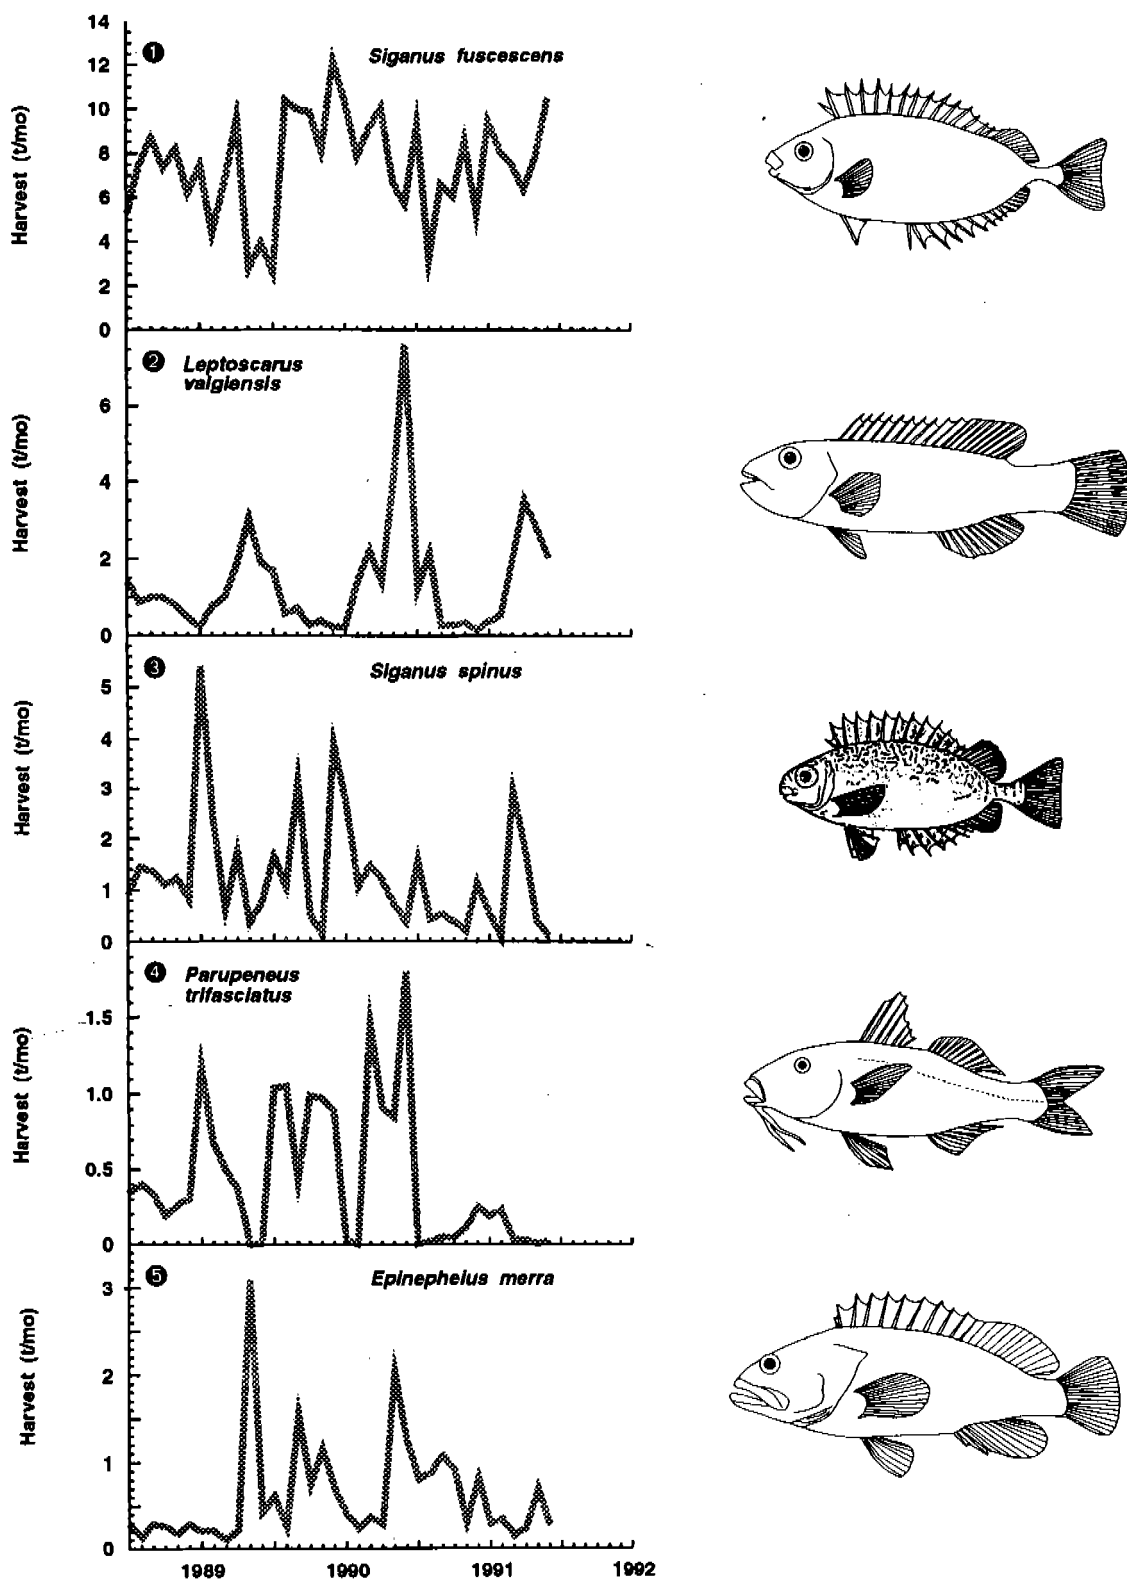 14
12
10
8
6
4
2
0
Harvest (t/mo)
1 Siganus fuscescens
6
4
2
0
Harvest (t/mo)
2 Leptoscarus
vaigiensis
5
4
3
2
1
0
Harvest (t/mo)
3 Siganus spinus
1.5
1.0
0.5
0
Harvest (t/mo)
4 Parupeneus
trifasciatus
3
2
1
0
Harvest (t/mo)
5 Epinephelus merra
1989 1990 1991 1992